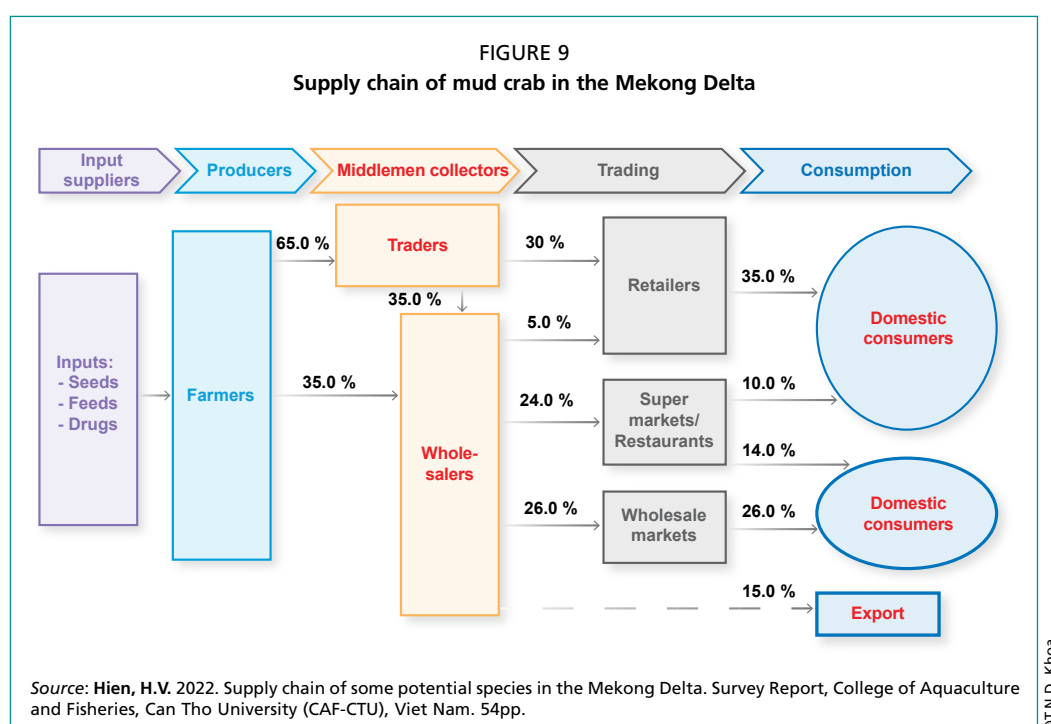 FIGURE 9
Supply chain of mud crab in the Mekong Delta
Input
suppliers
Producers
Middlemen collectors
Trading
Consumption
Inputs:
- Seeds
- Feeds
- Drugs
Farmers
65.0 %
35.0 %
Traders
35.0 %
Whole-
salers
30 %
5.0 %
24.0 %
26.0 %
Retailers
Super
markets/
Restaurants
Wholesale
markets
35.0 %
10.0 %
14.0 %
26.0 %
15.0 %
Domestic
consumers
Domestic
consumers
Export
Source: Hien, H.V. 2022. Supply chain of some potential species in the Mekong Delta. Survey Report, College of Aquaculture
and Fisheries, Can Tho University (CAF-CTU), Viet Nam. 54pp.
T.N.D. Khoa